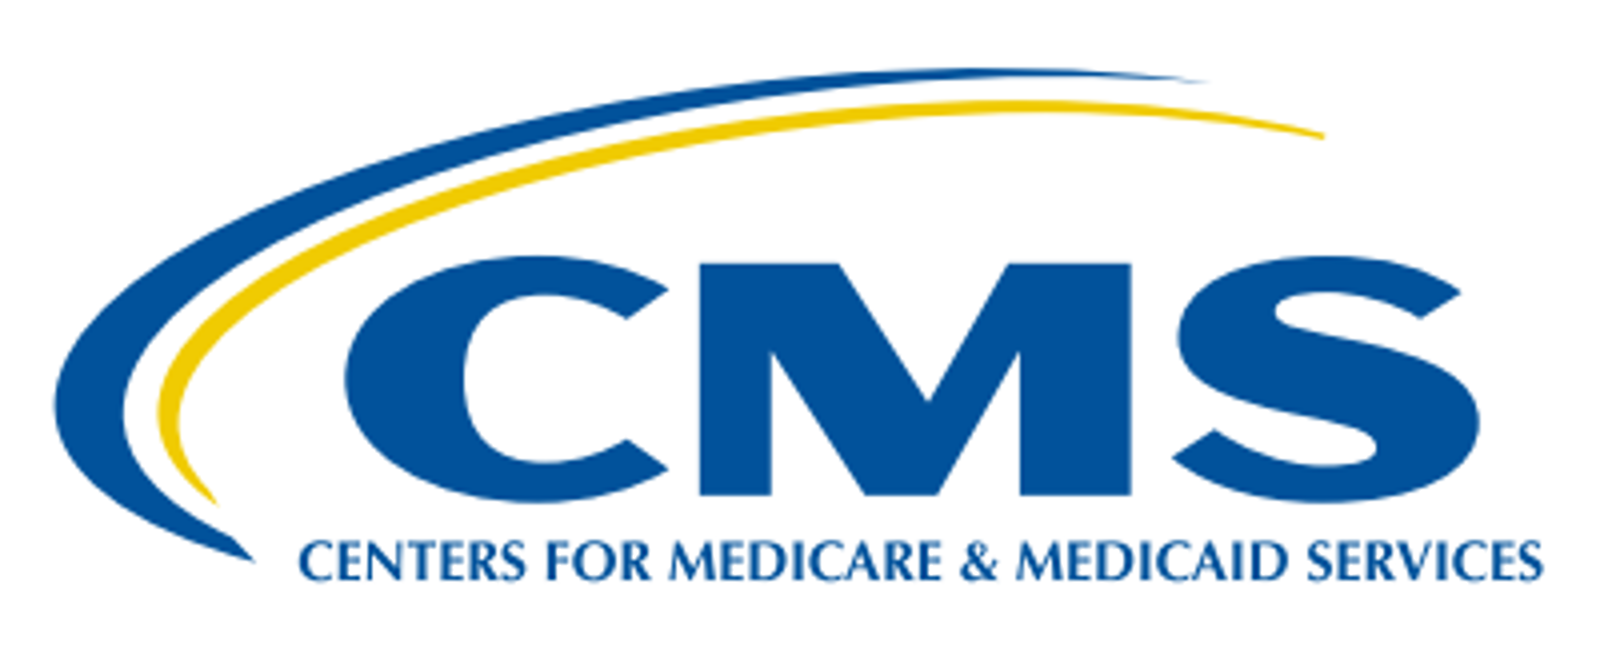 CMS
CENTERS FOR MEDICARE & MEDICAID SERVICES